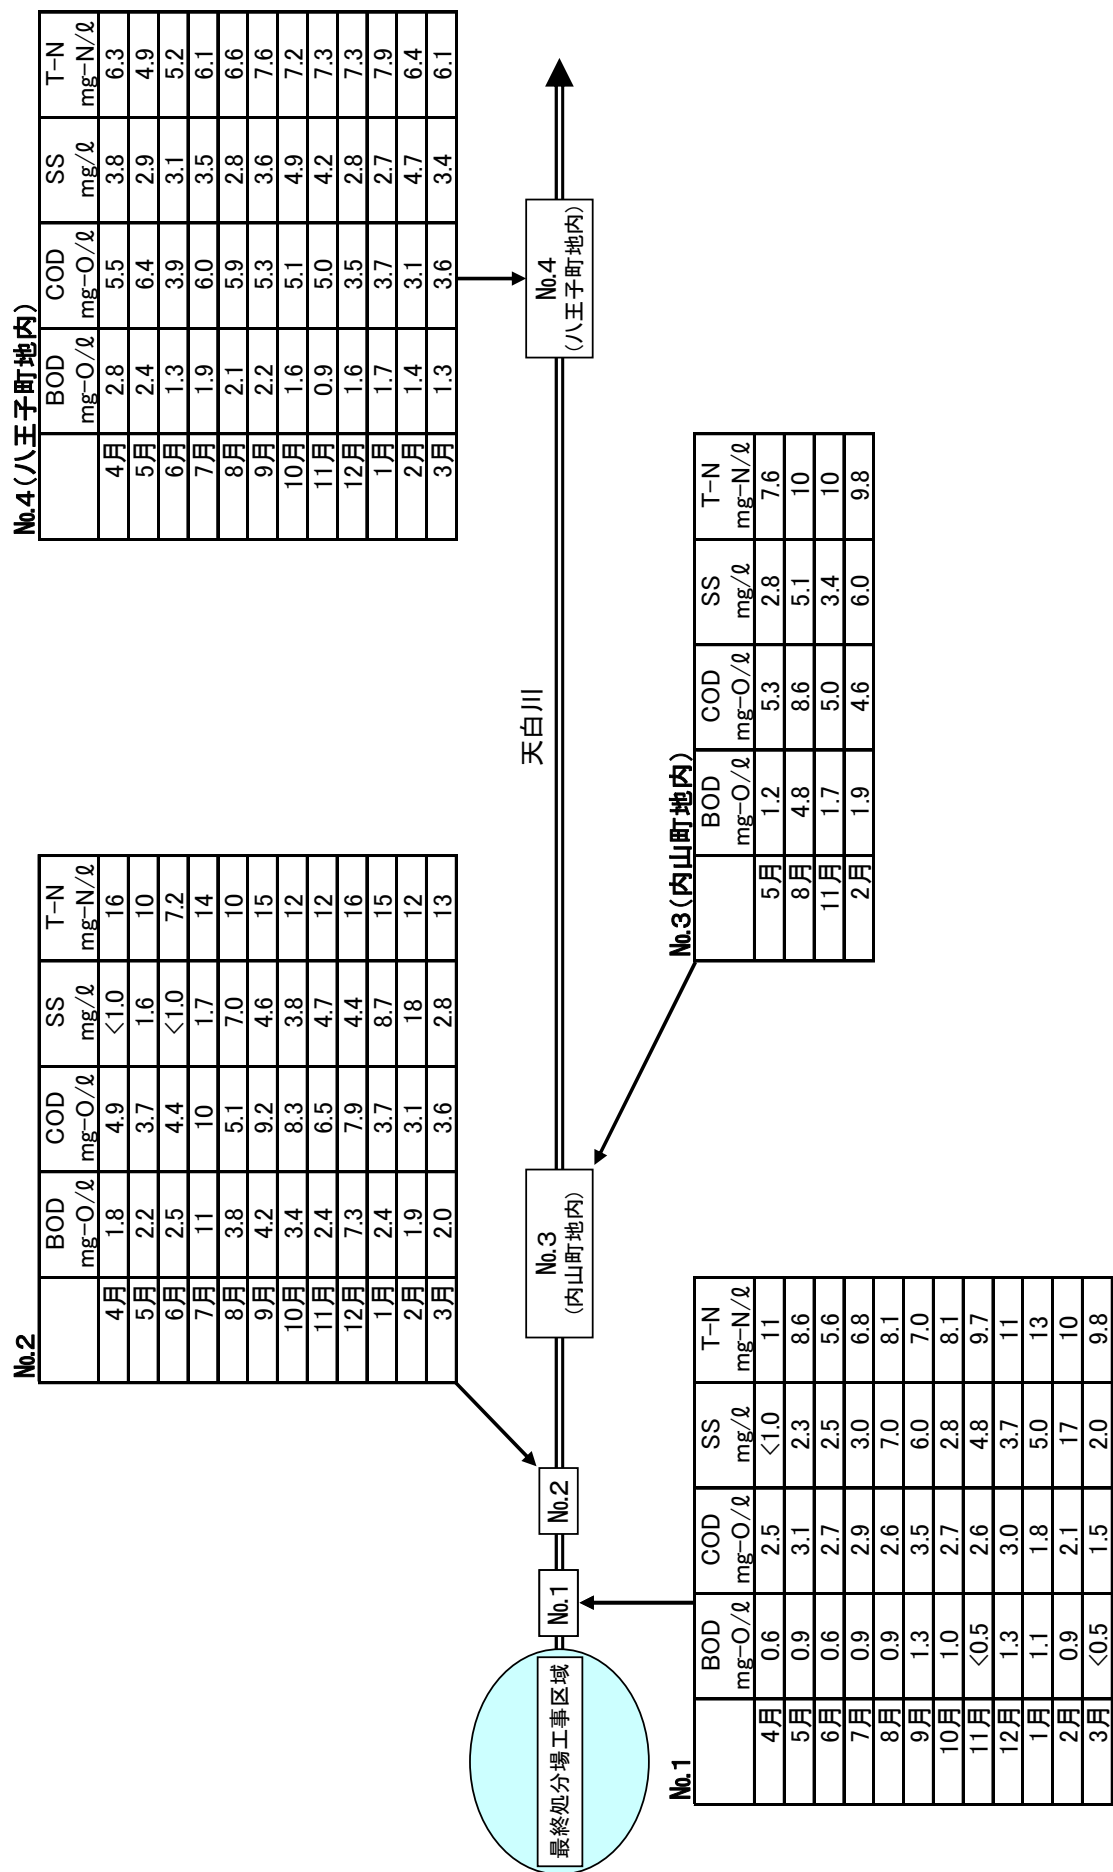 No.2
BOD COD SS T-N
mg-O/ℓ mg-O/ℓ mg/ℓ mg-N/ℓ
4月 1.8 4.9 <1.0 16
5月 2.2 3.7 1.6 10
6月 2.5 4.4 <1.0 7.2
7月 11 10 1.7 14
8月 3.8 5.1 7.0 10
9月 4.2 9.2 4.6 15
10月 3.4 8.3 3.8 12
11月 2.4 6.5 4.7 12
12月 7.3 7.9 4.4 16
1月 2.4 3.7 8.7 15
2月 1.9 3.1 18 12
3月 2.0 3.6 2.8 13
No.4(八王子町地内)
BOD COD SS T-N
mg-O/ℓ mg-O/ℓ mg/ℓ mg-N/ℓ
4月 2.8 5.5 3.8 6.3
5月 2.4 6.4 2.9 4.9
6月 1.3 3.9 3.1 5.2
7月 1.9 6.0 3.5 6.1
8月 2.1 5.9 2.8 6.6
9月 2.2 5.3 3.6 7.6
10月 1.6 5.1 4.9 7.2
11月 0.9 5.0 4.2 7.3
12月 1.6 3.5 2.8 7.3
1月 1.7 3.7 2.7 7.9
2月 1.4 3.1 4.7 6.4
3月 1.3 3.6 3.4 6.1
天白川
最終処分場工事区域
No.1
No.2
No.3
(内山町地内)
No.4
(八王子町地内)
No.1
BOD COD SS T-N
mg-O/ℓ mg-O/ℓ mg/ℓ mg-N/ℓ
4月 0.6 2.5 <1.0 11
5月 0.9 3.1 2.3 8.6
6月 0.6 2.7 2.5 5.6
7月 0.9 2.9 3.0 6.8
8月 0.9 2.6 7.0 8.1
9月 1.3 3.5 6.0 7.0
10月 1.0 2.7 2.8 8.1
11月 <0.5 2.6 4.8 9.7
12月 1.3 3.0 3.7 11
1月 1.1 1.8 5.0 13
2月 0.9 2.1 17 10
3月 <0.5 1.5 2.0 9.8
No.3(内山町地内)
BOD COD SS T-N
mg-O/ℓ mg-O/ℓ mg/ℓ mg-N/ℓ
5月 1.2 5.3 2.8 7.6
8月 4.8 8.6 5.1 10
11月 1.7 5.0 3.4 10
2月 1.9 4.6 6.0 9.8